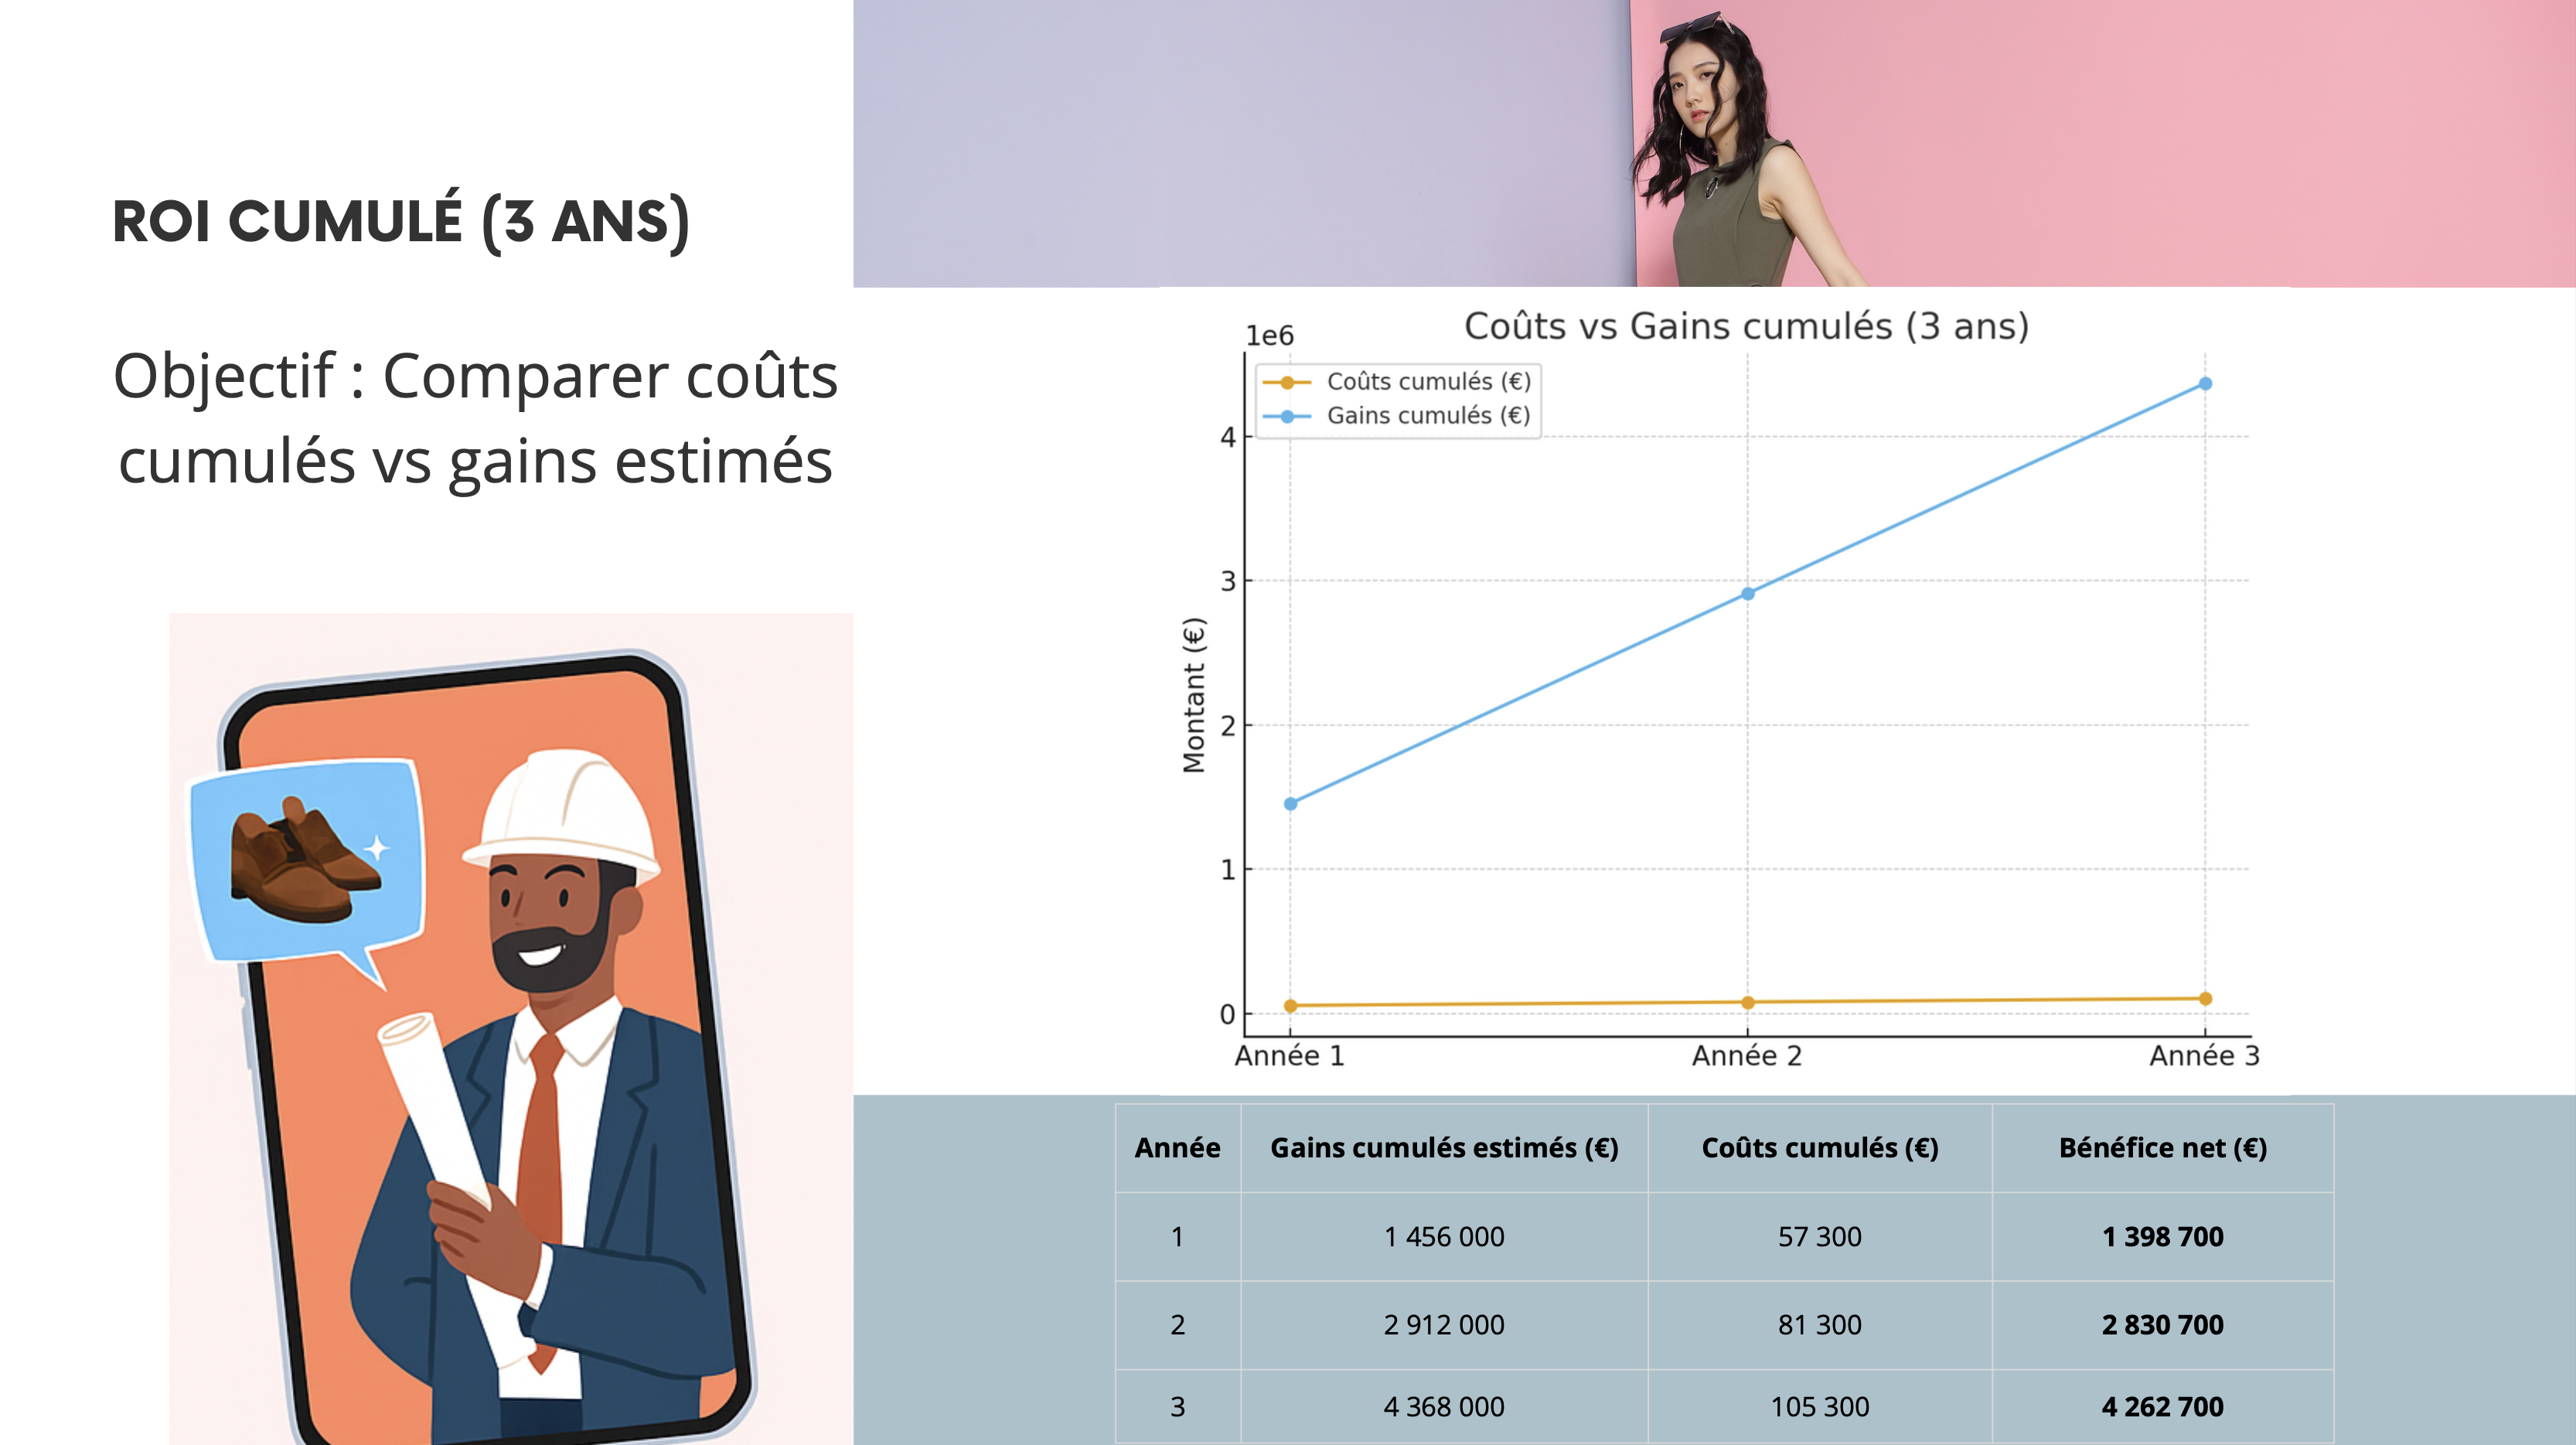 ROI CUMULÉ (3 ANS)
Objectif : Comparer coûts
cumulés vs gains estimés
Coûts vs Gains cumulés (3 ans)
1e6
Coûts cumulés (€)
Gains cumulés (€)
4
3
2
1
0
Montant (€)
Année 1 Année 2 Année 3
Année Gains cumulés estimés (€) Coûts cumulés (€) Bénéfice net (€)
1 1 456 000 57 300 1 398 700
2 2 912 000 81 300 2 830 700
3 4 368 000 105 300 4 262 700